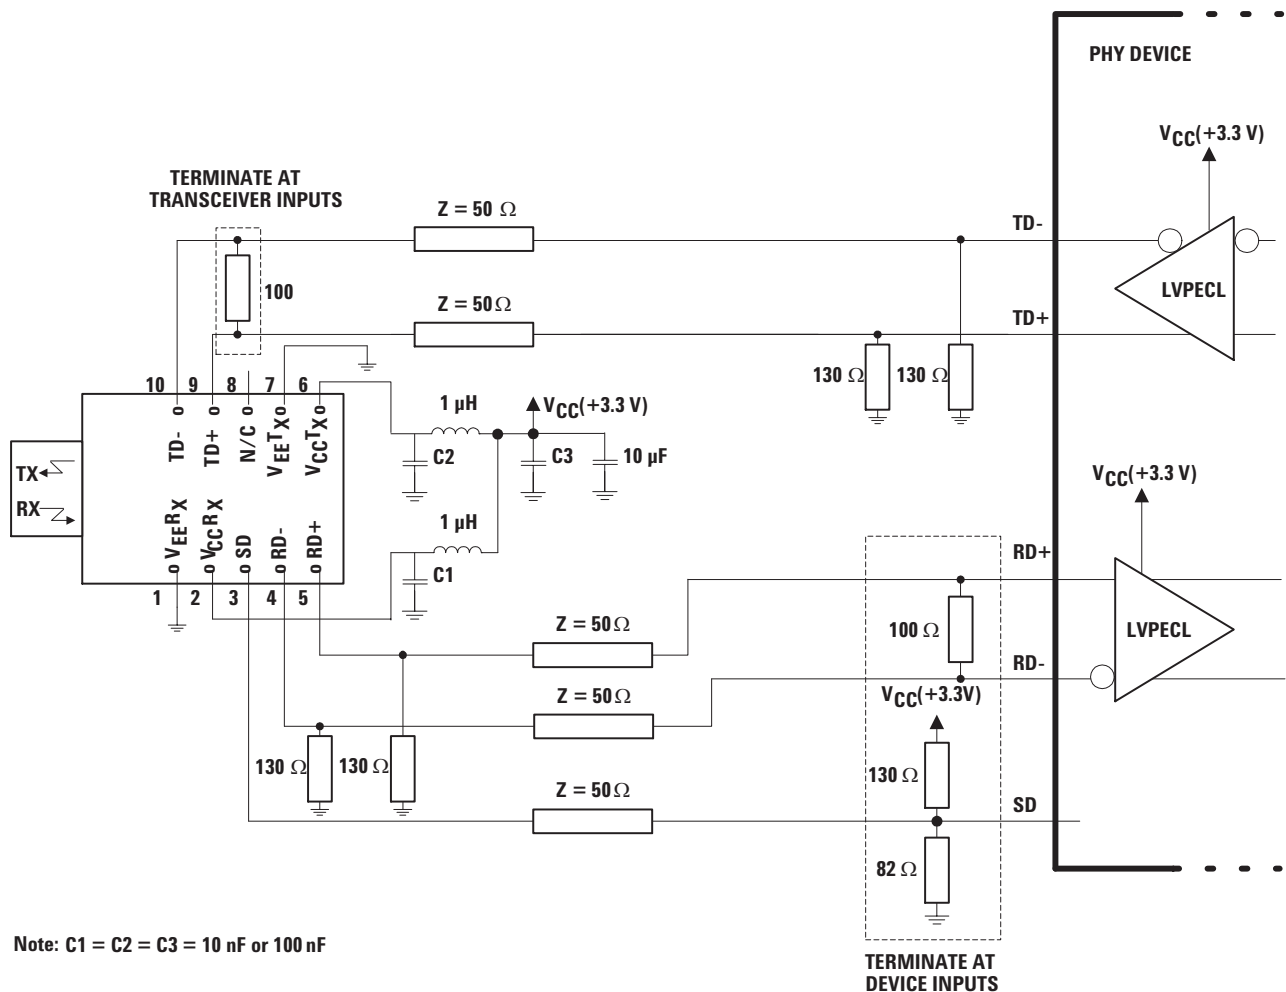 PHY DEVICE
VCC(+3.3 V)
TERMINATE AT
TRANSCEIVER INPUTS
Z = 50 Ω
TD-
LVPECL
100
Z = 50Ω
TD+
130 Ω
130 Ω
10
9
8
7
6
TD-
TD+
N/C
VEETX
VCCTX
1 µH
VCC(+3.3 V)
C2
C3
10 µF
TX
RX
VEERX
VCCRX
SD
RD-
RD+
1 µH
C1
1
2
3
4
5
VCC(+3.3 V)
RD+
Z = 50Ω
100 Ω
LVPECL
RD-
Z = 50Ω
VCC(+3.3V)
130 Ω
130 Ω
130 Ω
Z = 50Ω
SD
82 Ω
Note: C1 = C2 = C3 = 10 nF or 100 nF
TERMINATE AT
DEVICE INPUTS